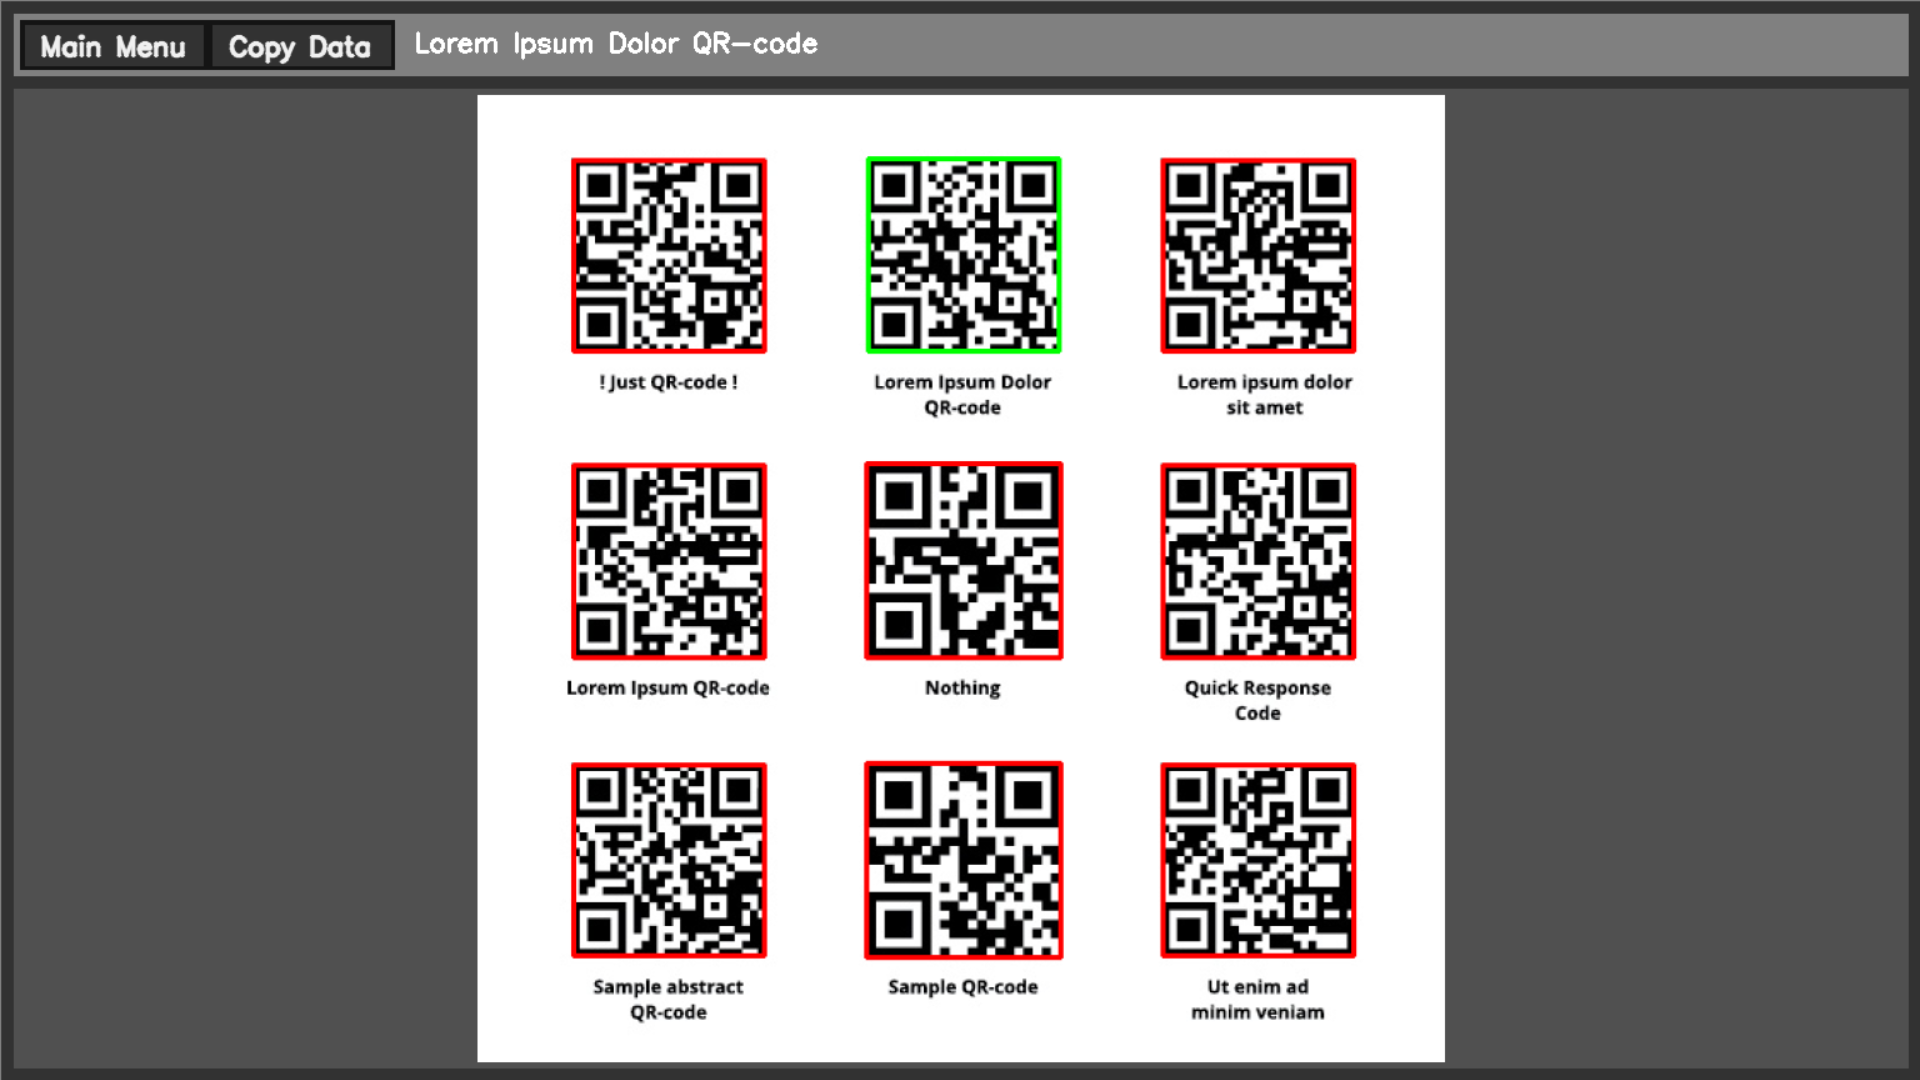 Main Menu Copy Data Lorem Ipsum Dolor QR-code
! Just QR-code !
Lorem Ipsum Dolor
QR-code
Lorem ipsum dolor
sit amet
Lorem Ipsum QR-code
Nothing
Quick Response
Code
Sample abstract
QR-code
Sample QR-code
Ut enim ad
minim veniam